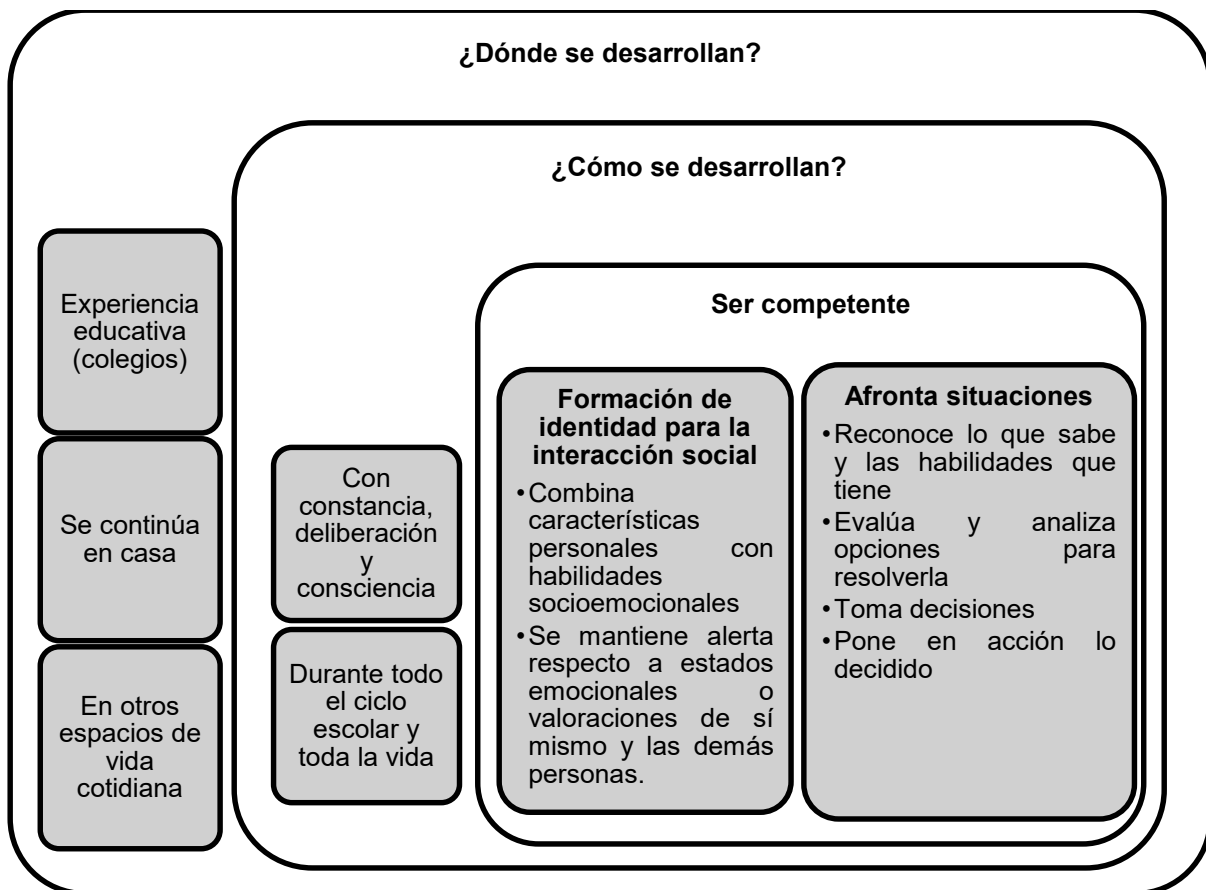 ¿Dónde se desarrollan?
Experiencia
educativa
(colegios)
Se continúa
en casa
En otros
espacios de
vida
cotidiana
¿Cómo se desarrollan?
Con
constancia,
deliberación
y
consciencia
Durante todo
el ciclo
escolar y
toda la vida
Ser competente
Formación de
identidad para la
interacción social
•Combina
características
personales con
habilidades
socioemocionales
•Se mantiene alerta
respecto a estados
emocionales o
valoraciones de sí
mismo y las demás
personas.
Afronta situaciones
•Reconoce lo que sabe
y las habilidades que
tiene
•Evalúa y analiza
opciones para
resolverla
•Toma decisiones
•Pone en acción lo
decidido